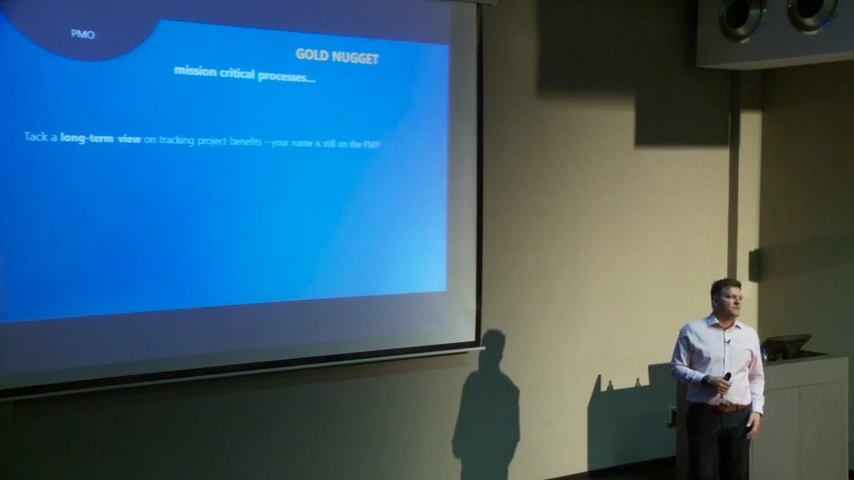 PMO
GOLD NUGGET
mission critical processes...
Tack a long-term view on tracking project benefits – your name is still on the PMP